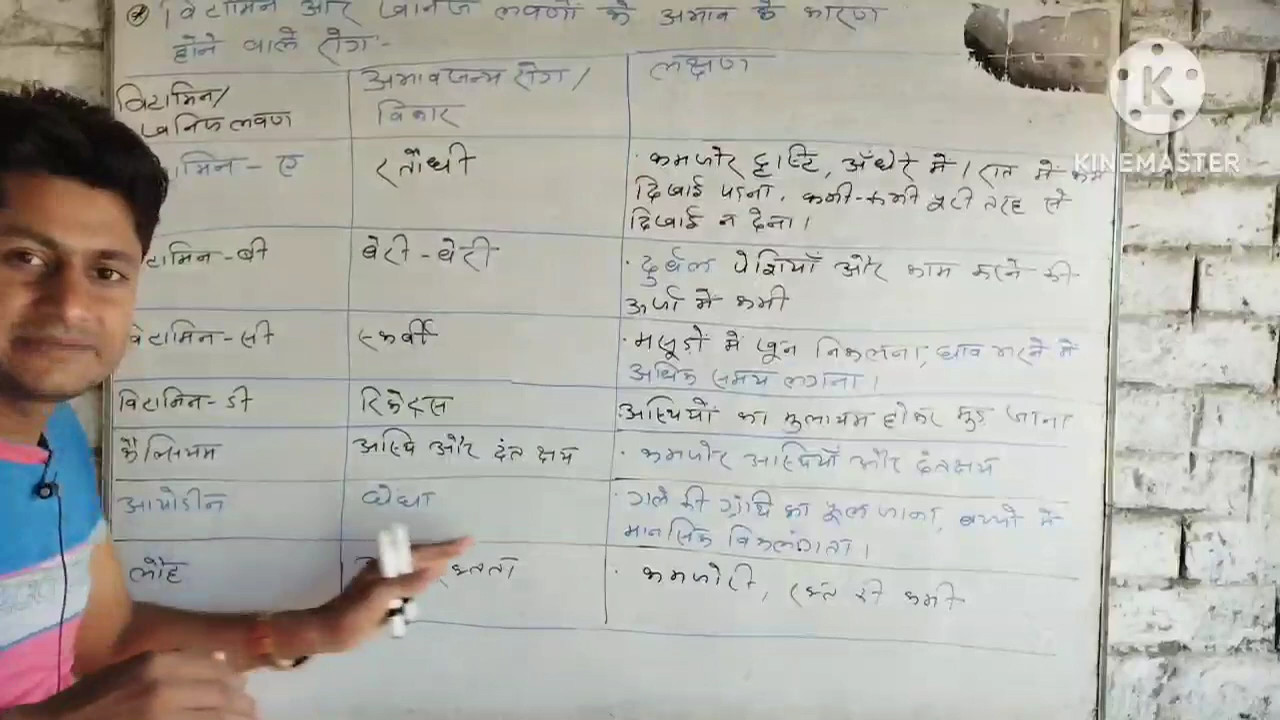 विटामिन और खनिज लवणों के अभाव के कारण
होने वाले रोग -
विटामिन/
खनिज लवण
अभावजन्य रोग/
विकार
लक्षण
मिन - ए
रतौंधी
· कमजोर दृष्टि, अँधेरे में/रात में कम
दिखाई पड़ना, कभी-कभी पूरी तरह से
दिखाई न देना।
टामिन - बी
बेरी - बेरी
· दुर्बल पेशियाँ और काम करने की
ऊर्जा में कमी
विटामिन - सी
स्कर्वी
· मसूड़ों में खून निकलना, घाव भरने में
अधिक समय लगना।
विटामिन - डी
रिकेट्स
अस्थियों का मुलायम होकर मुड़ जाना
कैल्सियम
अस्थि और दंत क्षय
· कमजोर अस्थियाँ और दंतक्षय
आयोडीन
घेंघा
· गले की ग्रंथि का फूल जाना, बच्चों में
मानसिक विकलांगता।
लौह
क्तता
· कमजोरी, रक्त की कमी
K
KINEMASTER